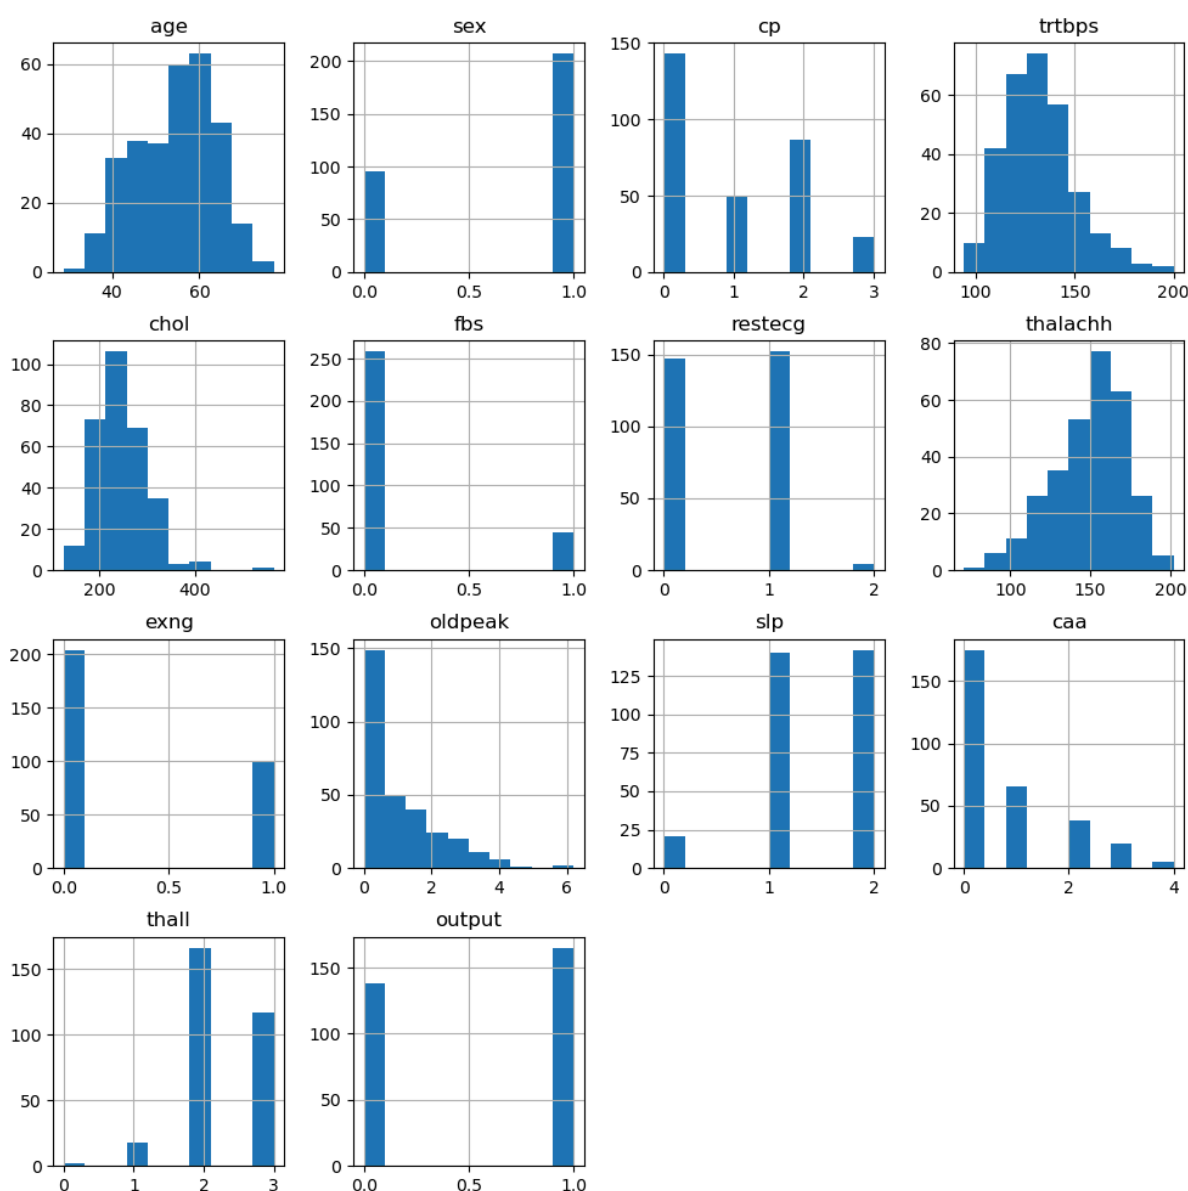 age
60
40
20
0
40 60
sex
200
150
100
50
0
0.0 0.5 1.0
cp
150
100
50
0
0 1 2 3
trtbps
60
40
20
0
100 150 200
chol
100
80
60
40
20
0
200 400
fbs
250
200
150
100
50
0
0.0 0.5 1.0
restecg
150
100
50
0
0 1 2
thalachh
80
60
40
20
0
100 150 200
exng
200
150
100
50
0
0.0 0.5 1.0
oldpeak
150
100
50
0
0 2 4 6
slp
125
100
75
50
25
0
0 1 2
caa
150
100
50
0
0 2 4
thall
150
100
50
0
0 1 2 3
output
150
100
50
0
0.0 0.5 1.0